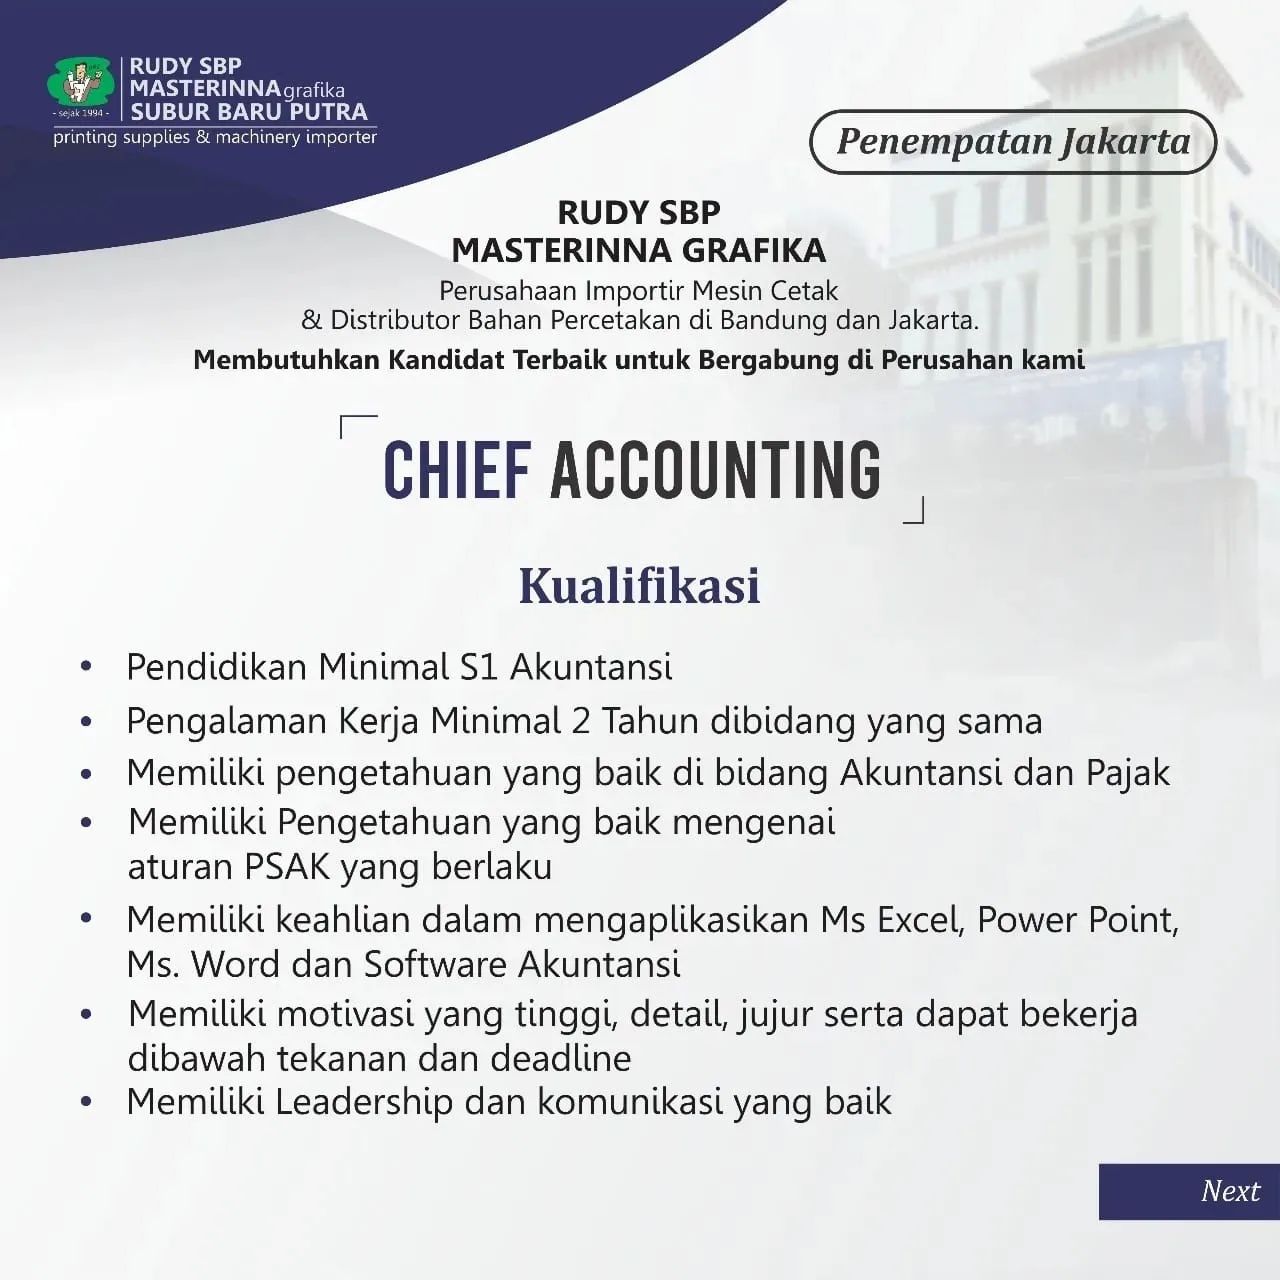 RUDY SBP
MASTERINNAgrafika
SUBUR BARU PUTRA
- sejak 1994 -
printing supplies & machinery importer
Penempatan Jakarta
RUDY SBP
MASTERINNA GRAFIKA
Perusahaan Importir Mesin Cetak
& Distributor Bahan Percetakan di Bandung dan Jakarta.
Membutuhkan Kandidat Terbaik untuk Bergabung di Perusahan kami
CHIEF ACCOUNTING
Kualifikasi
• Pendidikan Minimal S1 Akuntansi
• Pengalaman Kerja Minimal 2 Tahun dibidang yang sama
• Memiliki pengetahuan yang baik di bidang Akuntansi dan Pajak
• Memiliki Pengetahuan yang baik mengenai
aturan PSAK yang berlaku
• Memiliki keahlian dalam mengaplikasikan Ms Excel, Power Point,
Ms. Word dan Software Akuntansi
• Memiliki motivasi yang tinggi, detail, jujur serta dapat bekerja
dibawah tekanan dan deadline
• Memiliki Leadership dan komunikasi yang baik
Next